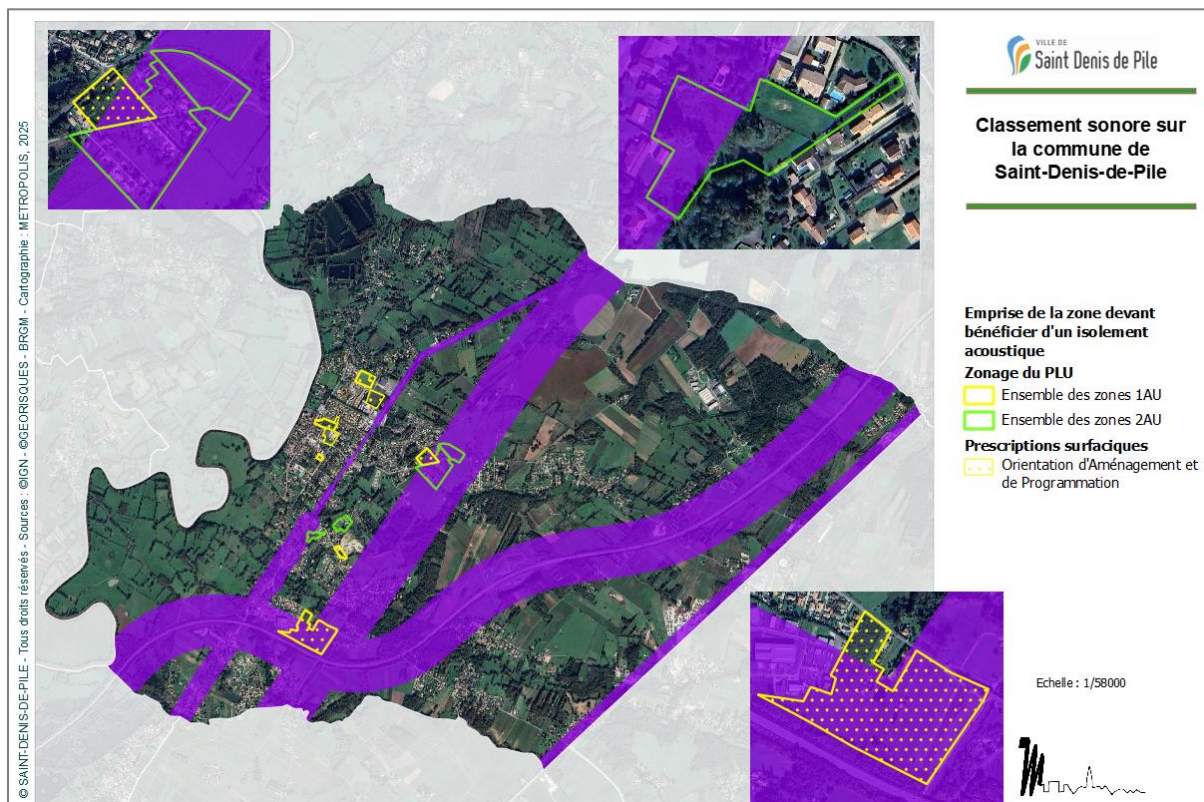 VILLE DE
Saint Denis de Pile
Classement sonore sur
la commune de
Saint-Denis-de-Pile
Emprise de la zone devant
bénéficier d'un isolement
acoustique
Zonage du PLU
Ensemble des zones 1AU
Ensemble des zones 2AU
Prescriptions surfaciques
Orientation d'Aménagement et
de Programmation
Echelle : 1/58000
© SAINT-DENIS-DE-PILE - Tous droits réservés - Sources : ©IGN - ©GEORISQUES - BRGM - Cartographie : METROPOLIS, 2025